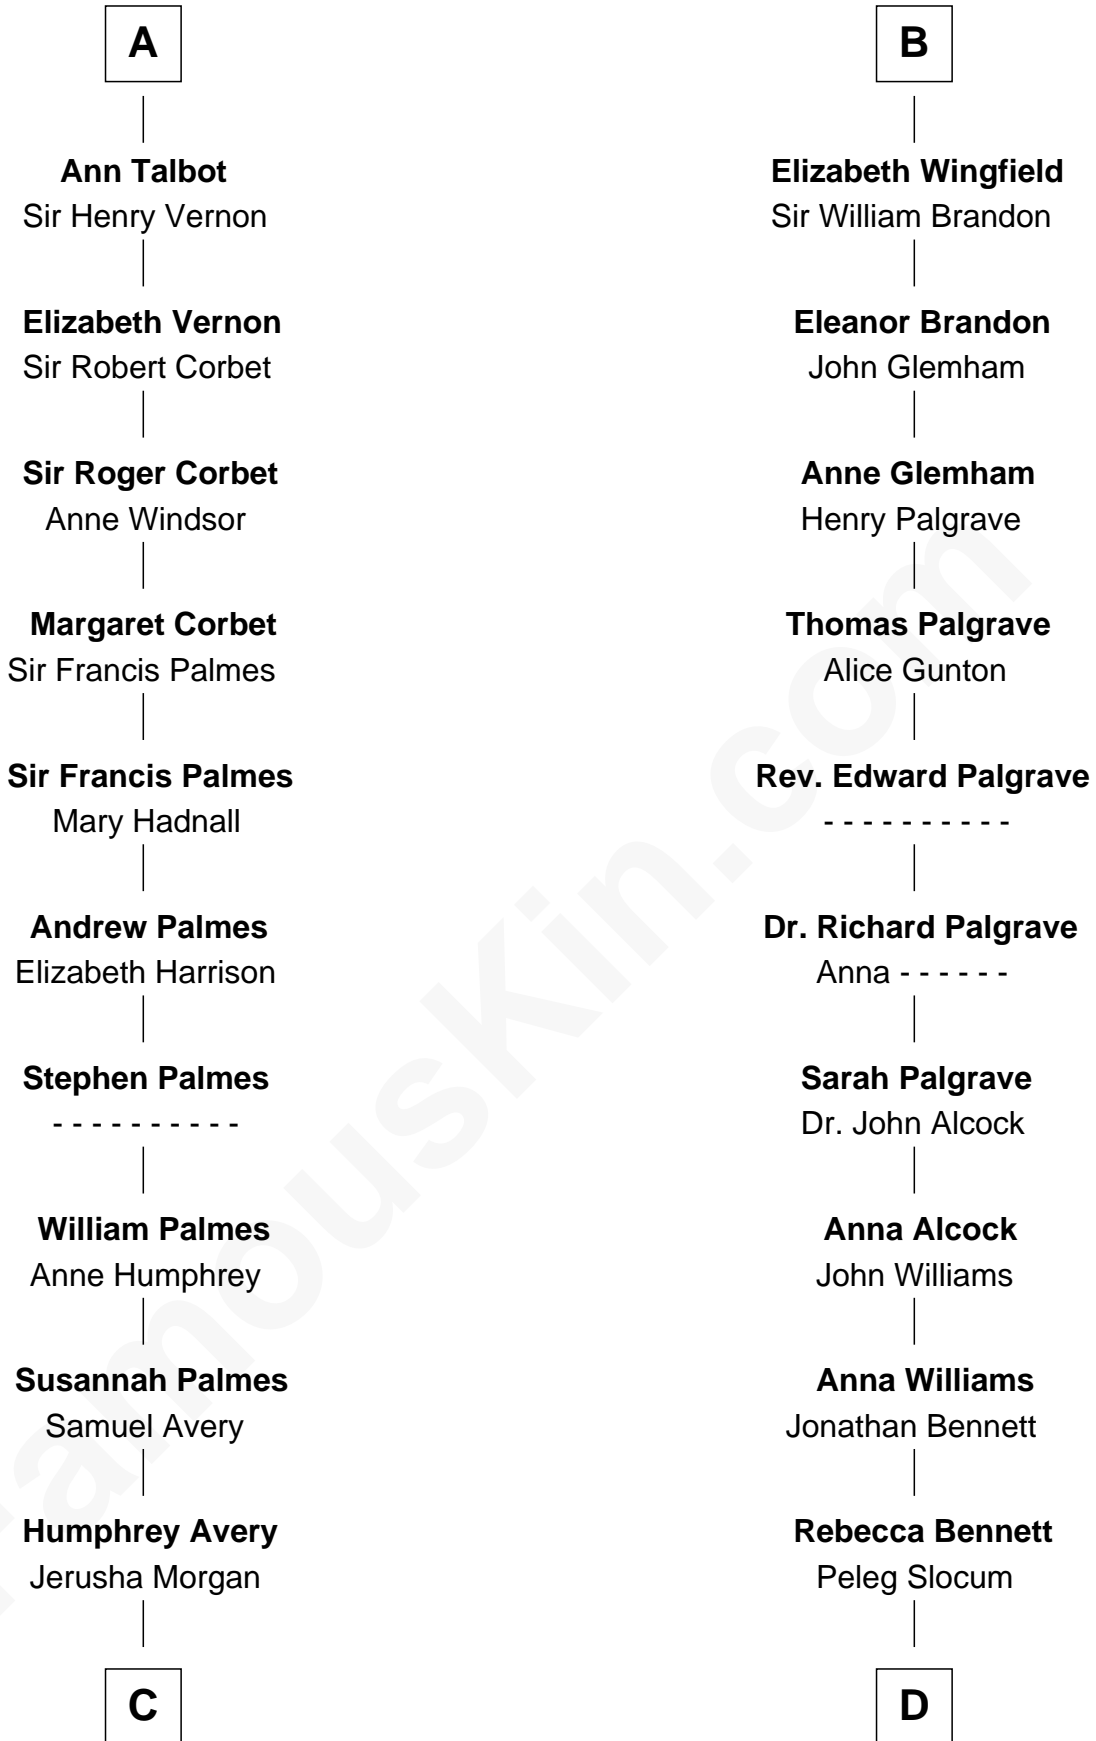 A
Ann Talbot
Sir Henry Vernon
Elizabeth Vernon
Sir Robert Corbet
Sir Roger Corbet
Anne Windsor
Margaret Corbet
Sir Francis Palmes
Sir Francis Palmes
Mary Hadnall
Andrew Palmes
Elizabeth Harrison
Stephen Palmes
- - - - - - - - - -
William Palmes
Anne Humphrey
Susannah Palmes
Samuel Avery
Humphrey Avery
Jerusha Morgan
C
B
Elizabeth Wingfield
Sir William Brandon
Eleanor Brandon
John Glemham
Anne Glemham
Henry Palgrave
Thomas Palgrave
Alice Gunton
Rev. Edward Palgrave
- - - - - - - - - -
Dr. Richard Palgrave
Anna - - - - - -
Sarah Palgrave
Dr. John Alcock
Anna Alcock
John Williams
Anna Williams
Jonathan Bennett
Rebecca Bennett
Peleg Slocum
D
FamousKin.com